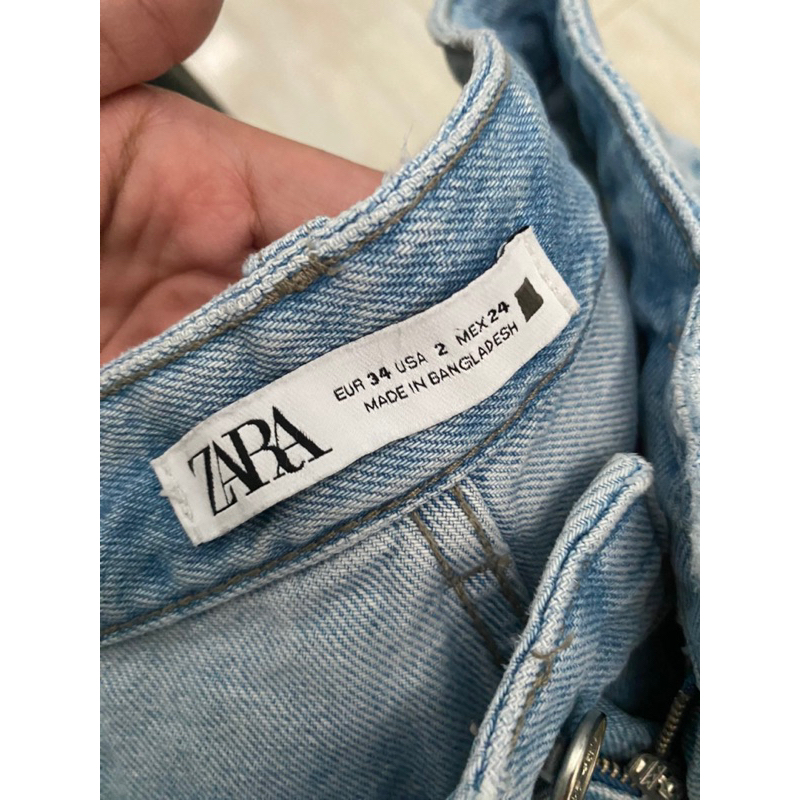 ZARA
EUR 34 USA 2 MEX 24
MADE IN BANGLADESH